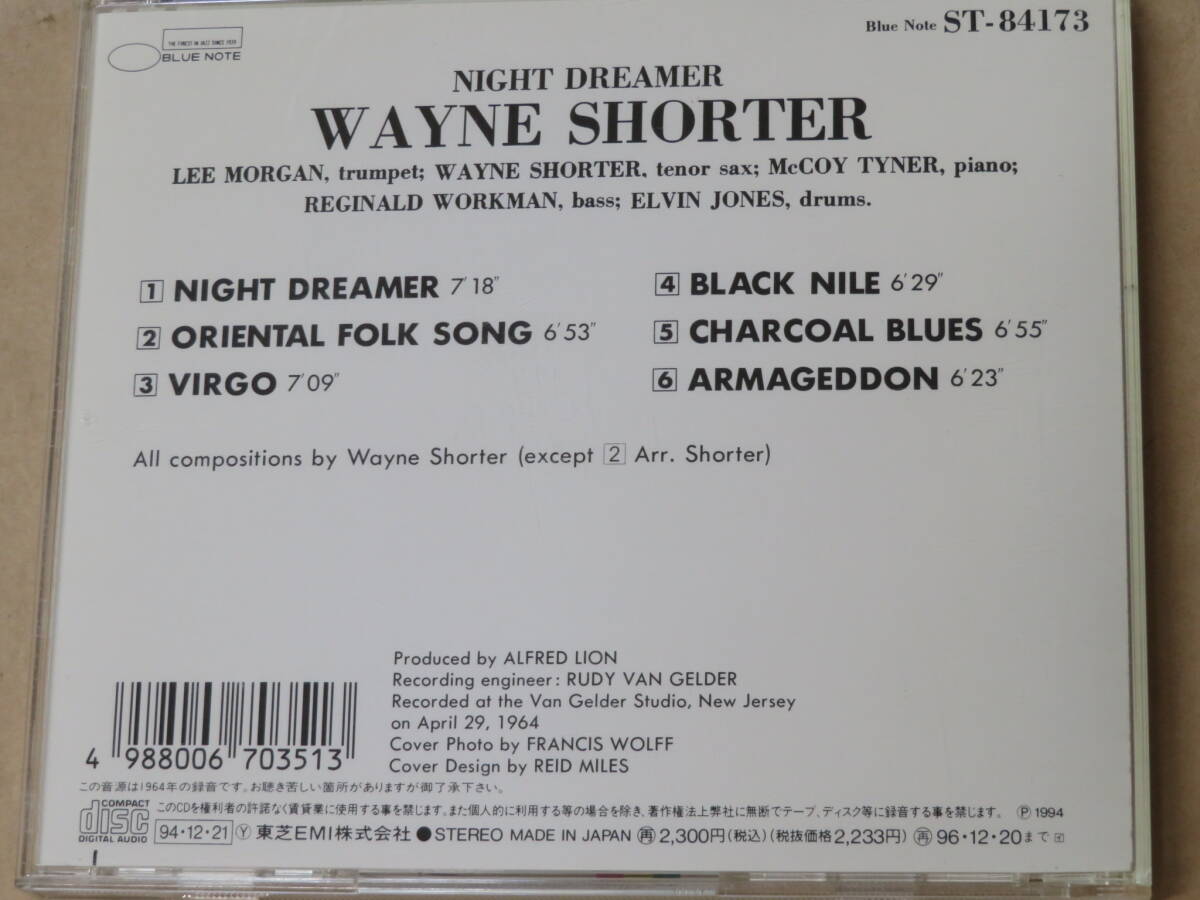 THE FINEST IN JAZZ SINCE 1939
BLUE NOTE
Blue Note ST-84173
NIGHT DREAMER
WAYNE SHORTER
LEE MORGAN, trumpet; WAYNE SHORTER, tenor sax; McCOY TYNER, piano;
REGINALD WORKMAN, bass; ELVIN JONES, drums.
1 NIGHT DREAMER 7'18"
2 ORIENTAL FOLK SONG 6'53"
3 VIRGO 7'09"
4 BLACK NILE 6'29"
5 CHARCOAL BLUES 6'55"
6 ARMAGEDDON 6'23"
All compositions by Wayne Shorter (except 2 Arr. Shorter)
Produced by ALFRED LION
Recording engineer: RUDY VAN GELDER
Recorded at the Van Gelder Studio, New Jersey
on April 29, 1964
Cover Photo by FRANCIS WOLFF
Cover Design by REID MILES
4 988006 703513
この音源は1964年の録音です。お聴き苦しい箇所がありますが御了承下さい。
COMPACT disc DIGITAL AUDIO
このCDを権利者の許諾なく賃貸業に使用する事を禁じます。また個人的に利用する等の場合を除き、著作権法上弊社に無断でテープ、ディスク等に録音する事を禁じます。 Ⓟ 1994
94・12・21 Ⓨ 東芝EMI株式会社 ●STEREO MADE IN JAPAN ㊢ 2,300円(税込)(税抜価格2,233円) ㊢ 96・12・20まで